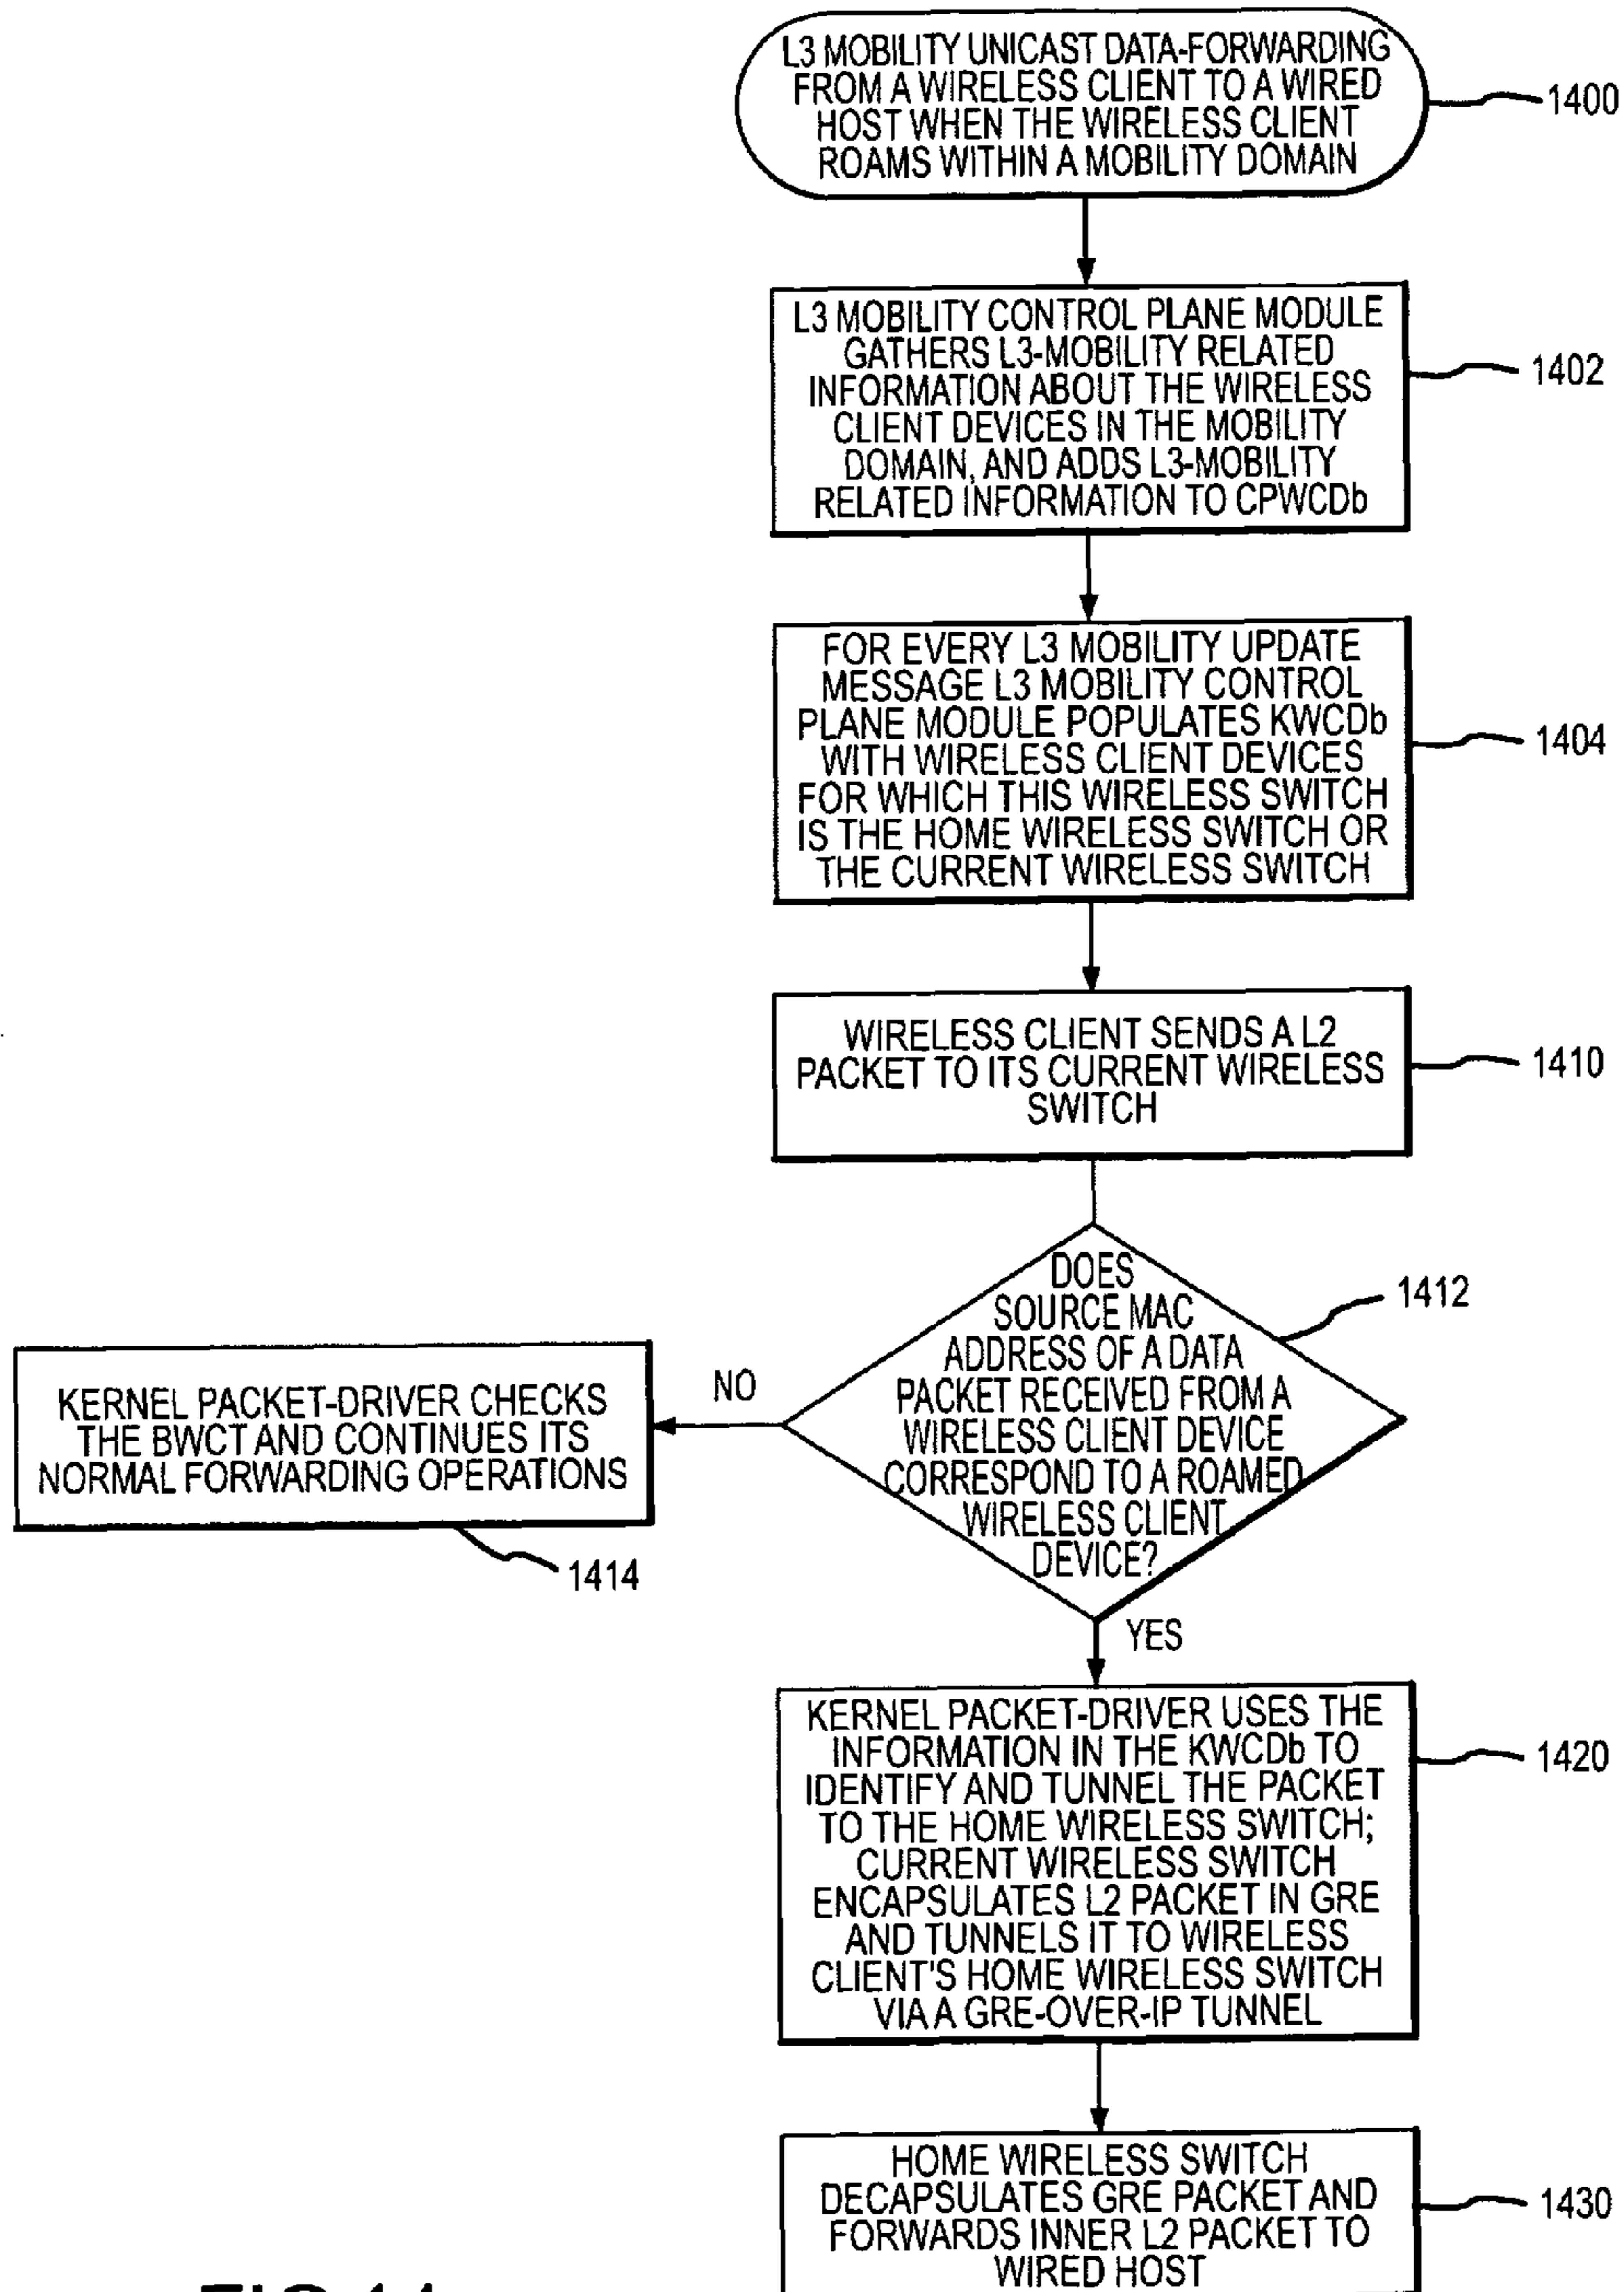 L3 MOBILITY UNICAST DATA-FORWARDING
FROM A WIRELESS CLIENT TO A WIRED
HOST WHEN THE WIRELESS CLIENT
ROAMS WITHIN A MOBILITY DOMAIN
1400
L3 MOBILITY CONTROL PLANE MODULE
GATHERS L3-MOBILITY RELATED
INFORMATION ABOUT THE WIRELESS
CLIENT DEVICES IN THE MOBILITY
DOMAIN, AND ADDS L3-MOBILITY
RELATED INFORMATION TO CPWCDb
1402
FOR EVERY L3 MOBILITY UPDATE
MESSAGE L3 MOBILITY CONTROL
PLANE MODULE POPULATES KWCDb
WITH WIRELESS CLIENT DEVICES
FOR WHICH THIS WIRELESS SWITCH
IS THE HOME WIRELESS SWITCH OR
THE CURRENT WIRELESS SWITCH
1404
WIRELESS CLIENT SENDS A L2
PACKET TO ITS CURRENT WIRELESS
SWITCH
1410
DOES
SOURCE MAC
ADDRESS OF A DATA
PACKET RECEIVED FROM A
WIRELESS CLIENT DEVICE
CORRESPOND TO A ROAMED
WIRELESS CLIENT
DEVICE?
1412
NO
KERNEL PACKET-DRIVER CHECKS
THE BWCT AND CONTINUES ITS
NORMAL FORWARDING OPERATIONS
1414
YES
KERNEL PACKET-DRIVER USES THE
INFORMATION IN THE KWCDb TO
IDENTIFY AND TUNNEL THE PACKET
TO THE HOME WIRELESS SWITCH;
CURRENT WIRELESS SWITCH
ENCAPSULATES L2 PACKET IN GRE
AND TUNNELS IT TO WIRELESS
CLIENT'S HOME WIRELESS SWITCH
VIA A GRE-OVER-IP TUNNEL
1420
HOME WIRELESS SWITCH
DECAPSULATES GRE PACKET AND
FORWARDS INNER L2 PACKET TO
WIRED HOST
1430